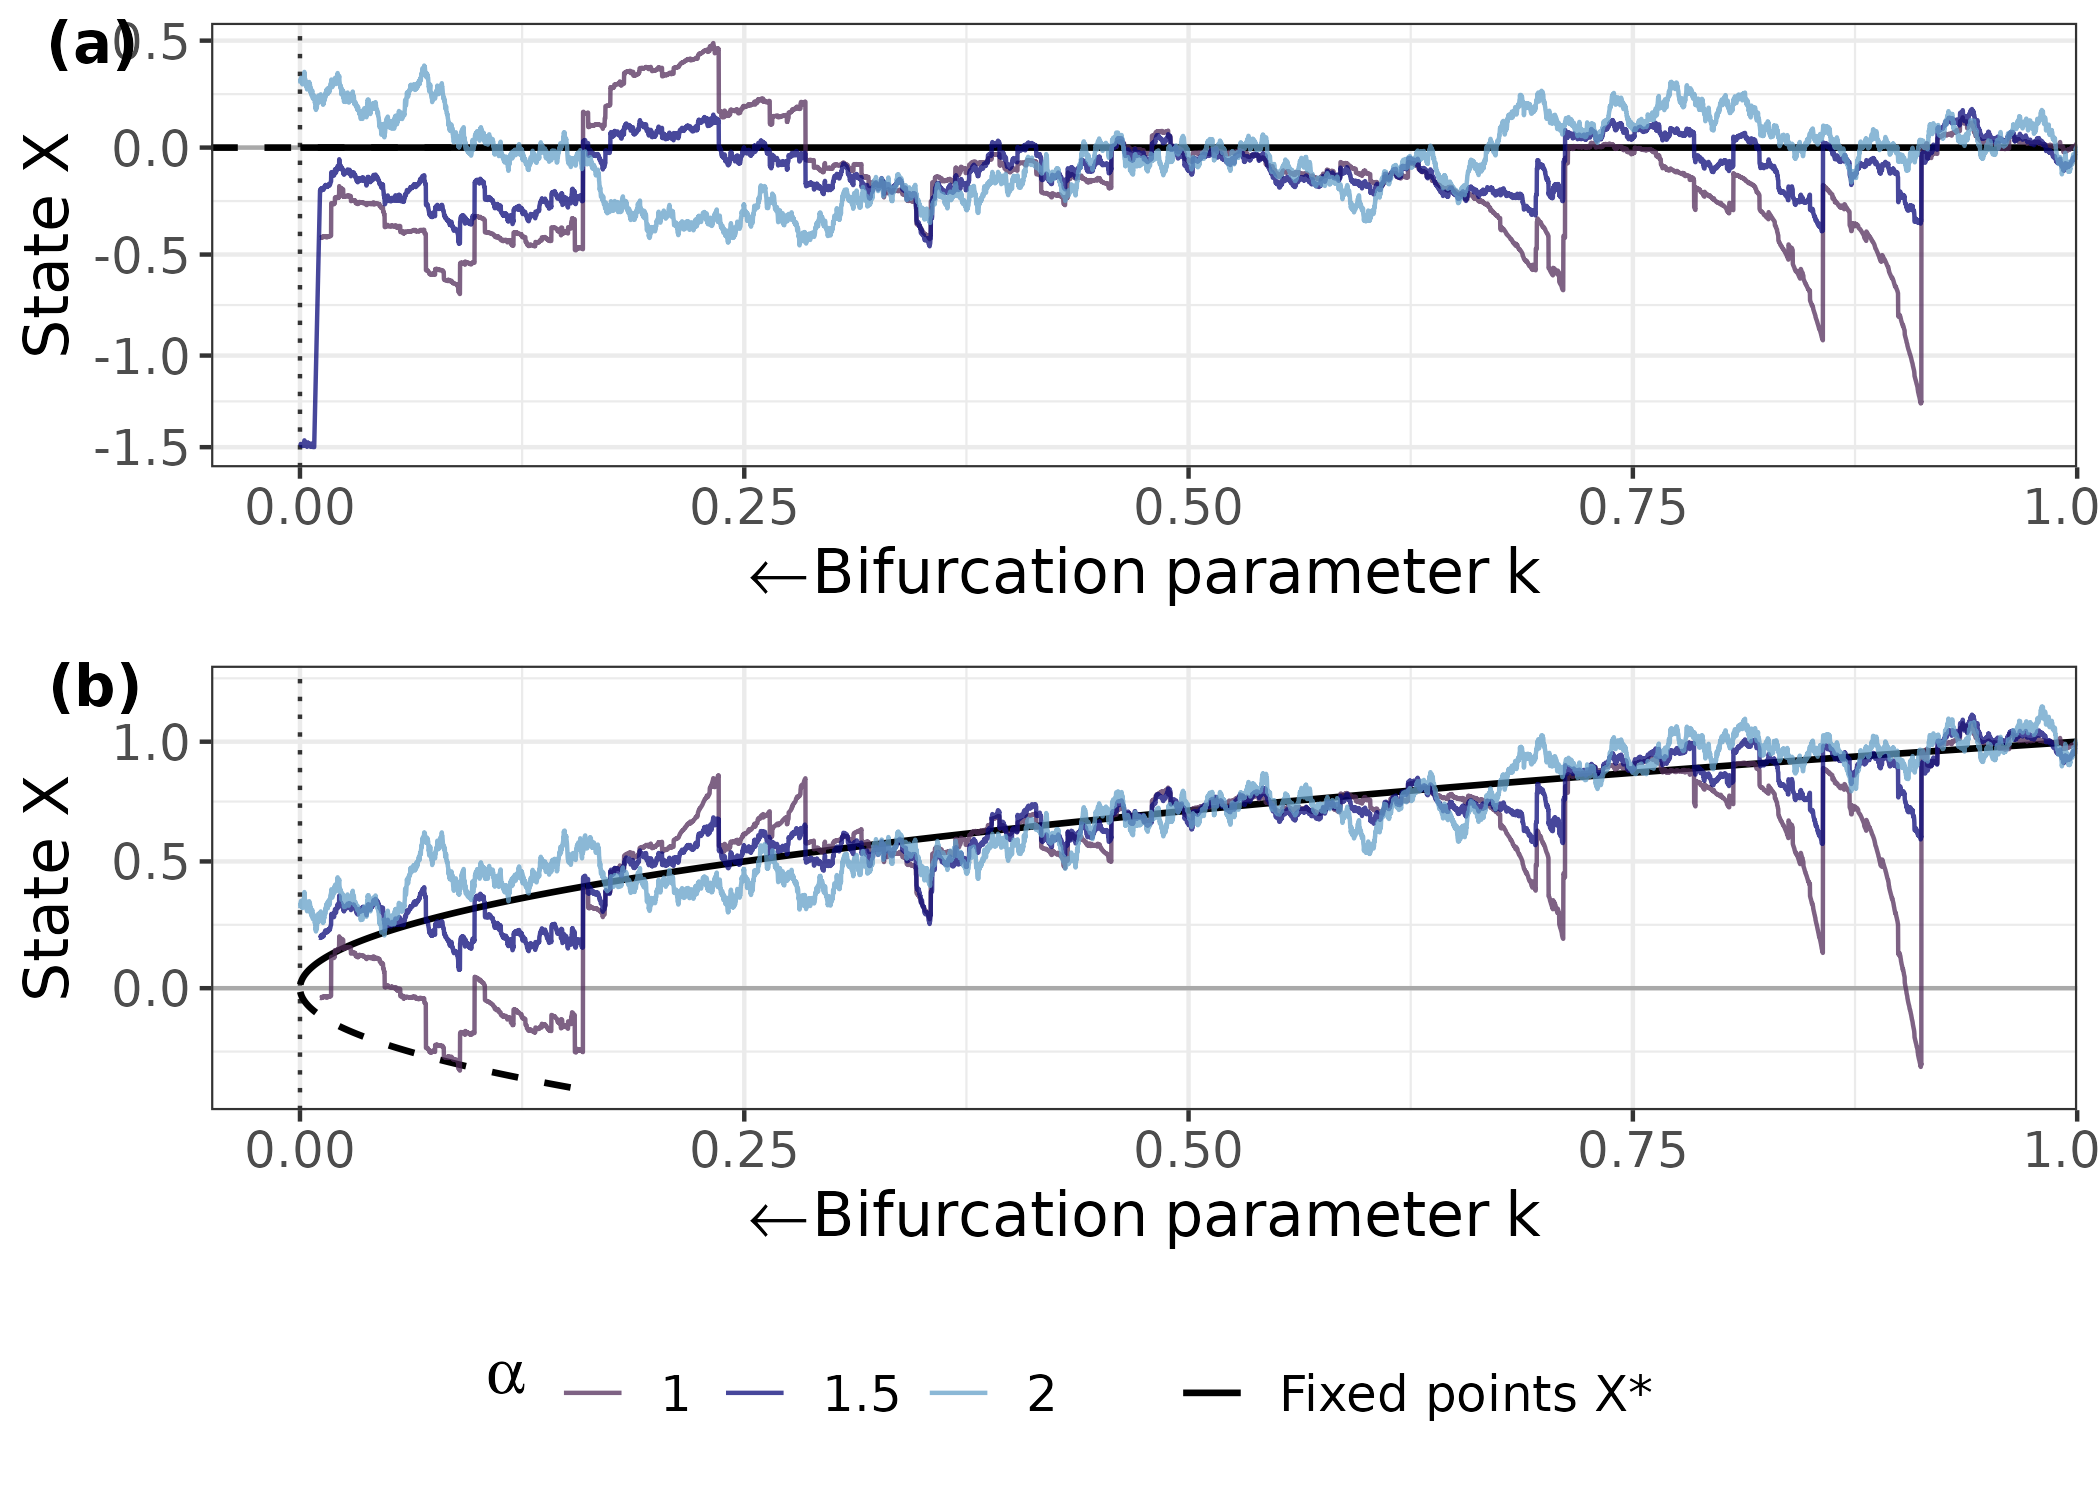 (a)
0.5
0.0
-0.5
-1.0
-1.5
State X
0.00 0.25 0.50 0.75 1.0
←Bifurcation parameter k
(b)
1.0
0.5
0.0
State X
0.00 0.25 0.50 0.75 1.0
←Bifurcation parameter k
α 1 1.5 2 Fixed points X*